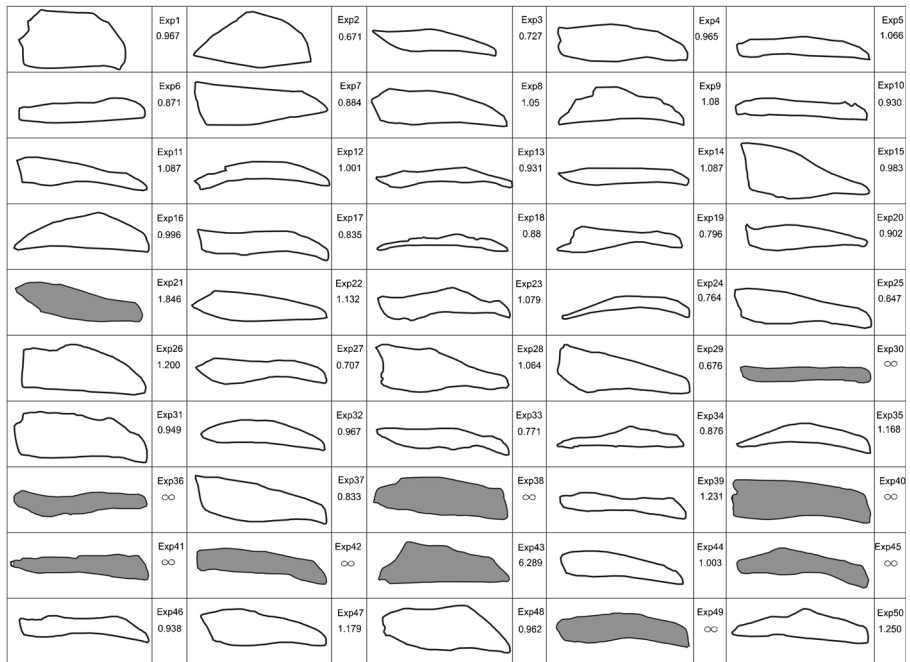 Exp1
0.967
Exp2
0.671
Exp3
0.727
Exp4
0.965
Exp5
1.066
Exp6
0.871
Exp7
0.884
Exp8
1.05
Exp9
1.08
Exp10
0.930
Exp11
1.087
Exp12
1.001
Exp13
0.931
Exp14
1.087
Exp15
0.983
Exp16
0.996
Exp17
0.835
Exp18
0.88
Exp19
0.796
Exp20
0.902
Exp21
1.846
Exp22
1.132
Exp23
1.079
Exp24
0.764
Exp25
0.647
Exp26
1.200
Exp27
0.707
Exp28
1.064
Exp29
0.676
Exp30
∞
Exp31
0.949
Exp32
0.967
Exp33
0.771
Exp34
0.876
Exp35
1.168
Exp36
∞
Exp37
0.833
Exp38
∞
Exp39
1.231
Exp40
∞
Exp41
∞
Exp42
∞
Exp43
6.289
Exp44
1.003
Exp45
∞
Exp46
0.938
Exp47
1.179
Exp48
0.962
Exp49
∞
Exp50
1.250